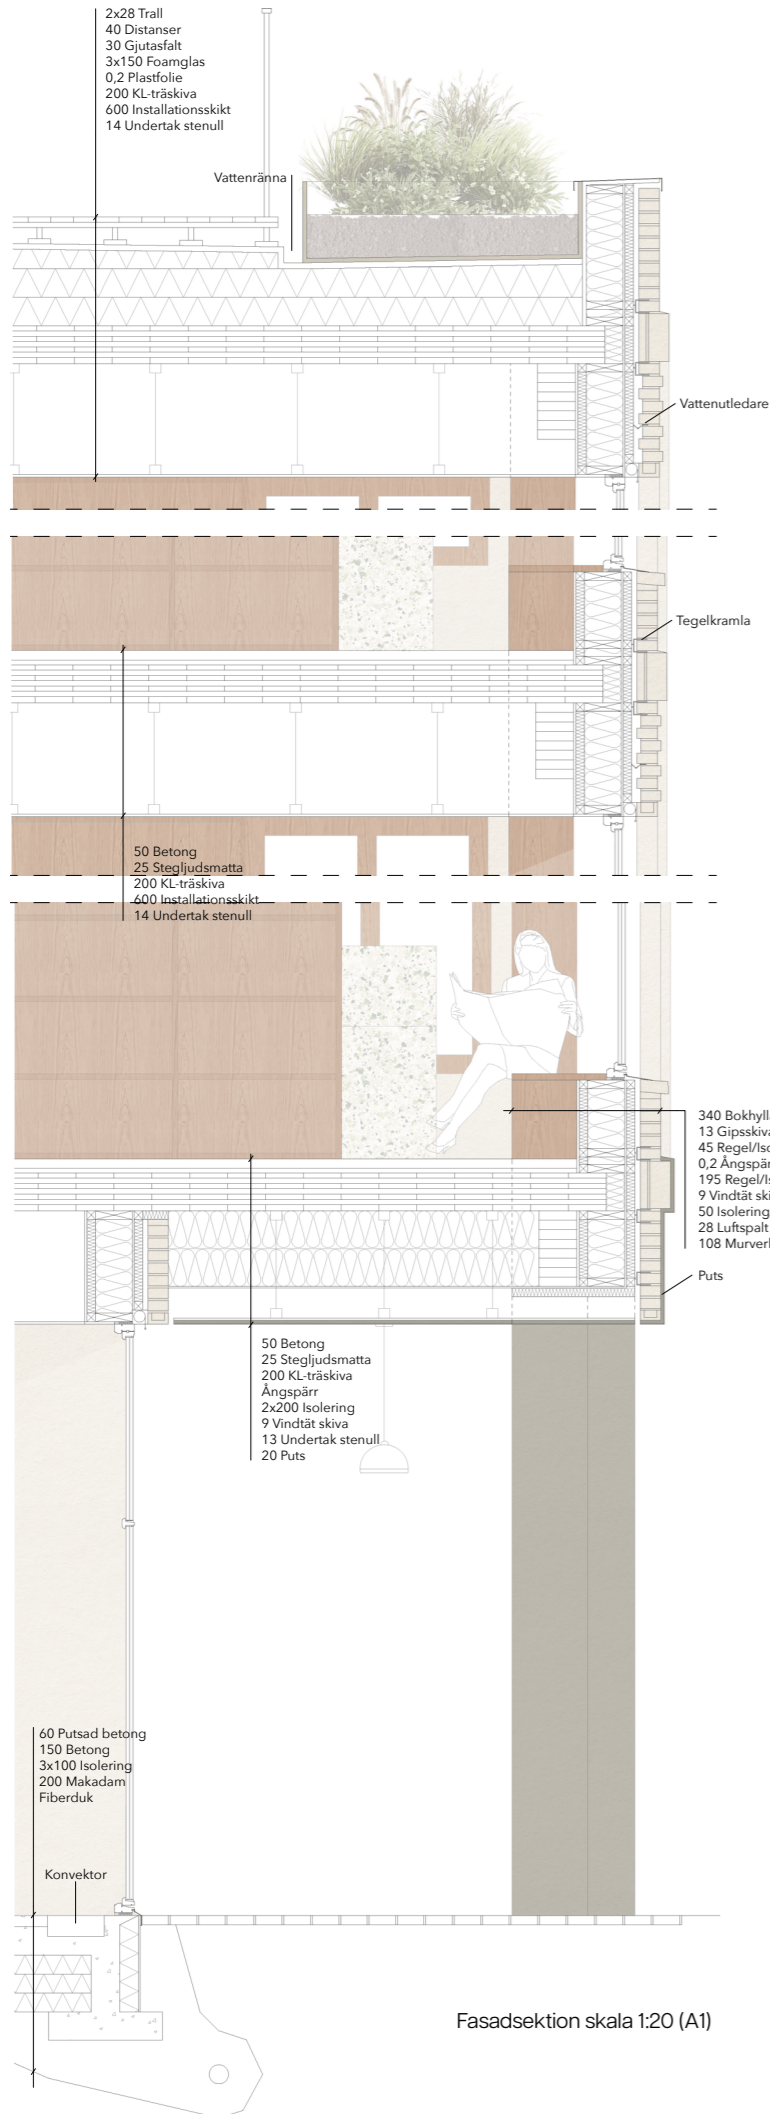 2x28 Trall
40 Distanser
30 Gjutasfalt
3x150 Foamglas
0,2 Plastfolie
200 KL-träskiva
600 Installationsskikt
14 Undertak stenull
Vattenränna
Vattenutledare
Tegelkramla
50 Betong
25 Stegljudsmatta
200 KL-träskiva
600 Installationsskikt
14 Undertak stenull
340 Bokhyll
13 Gipsskiva
45 Regel/Iso
0,2 Ångspär
195 Regel/Is
9 Vindtät ski
50 Isolering
28 Luftspalt
108 Murverl
Puts
50 Betong
25 Stegljudsmatta
200 KL-träskiva
Ångspärr
2x200 Isolering
9 Vindtät skiva
13 Undertak stenull
20 Puts
60 Putsad betong
150 Betong
3x100 Isolering
200 Makadam
Fiberduk
Konvektor
Fasadsektion skala 1:20 (A1)